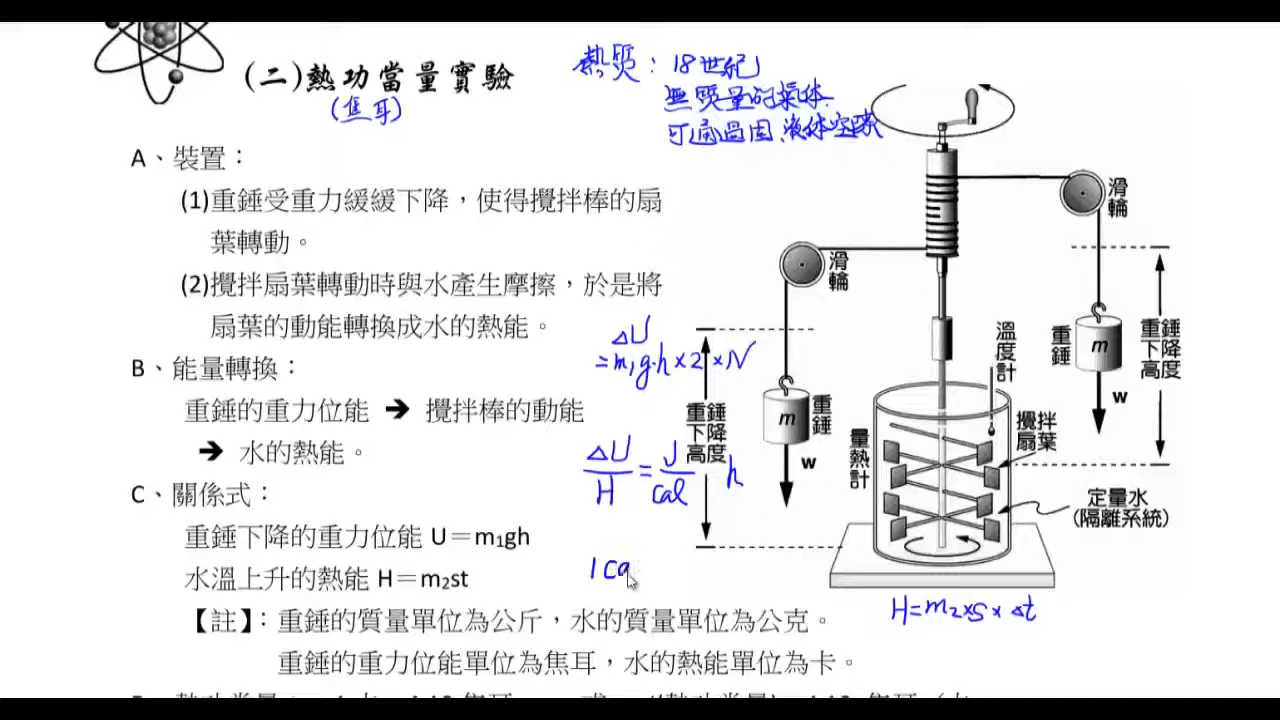 (二)熱功當量實驗
(焦耳)
熱質：18世紀
無質量的氣体
可通過固、液体空隙
A、裝置：
(1)重錘受重力緩緩下降，使得攪拌棒的扇
葉轉動。
(2)攪拌扇葉轉動時與水產生摩擦，於是將
扇葉的動能轉換成水的熱能。
B、能量轉換：
重錘的重力位能 → 攪拌棒的動能
→ 水的熱能。
C、關係式：
重錘下降的重力位能 U＝m₁gh
水溫上升的熱能 H＝m₂st
【註】：重錘的質量單位為公斤，水的質量單位為公克。
重錘的重力位能單位為焦耳，水的熱能單位為卡。
ΔU
=m₁g·h×2×N
ΔU/H=J/cal
h
1 ca
滑輪
滑輪
重錘下降高度
重錘
m
w
重錘下降高度
重錘
m
w
溫度計
攪拌扇葉
量熱計
定量水
(隔離系統)
H=m₂×s×Δt